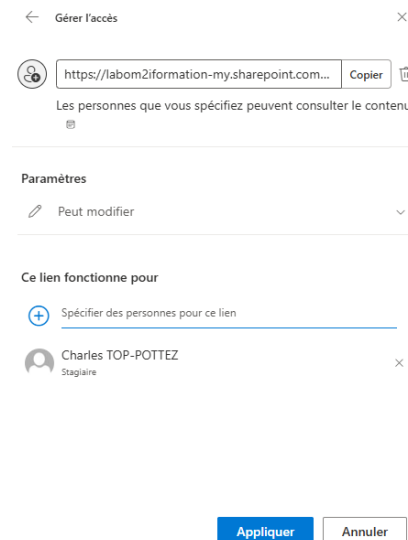 Gérer l'accès
https://labom2iformation-my.sharepoint.com...
Copier
Les personnes que vous spécifiez peuvent consulter le contenu
Paramètres
Peut modifier
Ce lien fonctionne pour
Spécifier des personnes pour ce lien
Charles TOP-POTTEZ
Stagiaire
Appliquer
Annuler